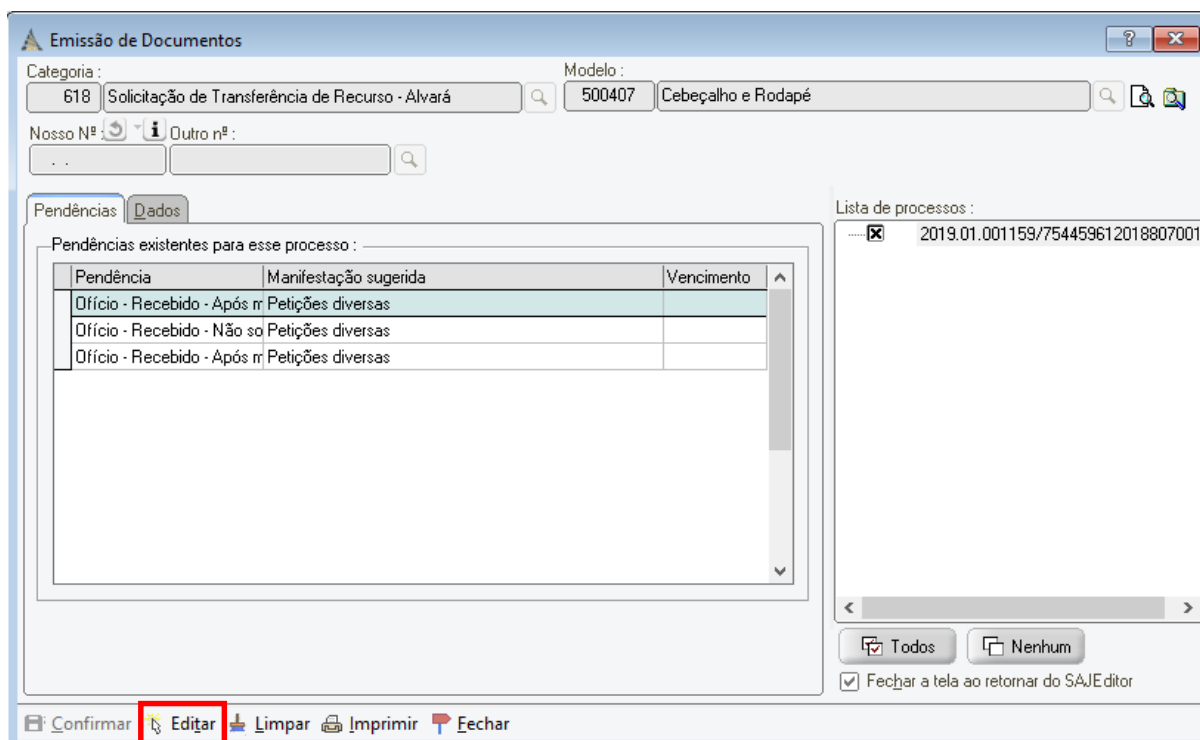 Emissão de Documentos
Categoria :
618 Solicitação de Transferência de Recurso - Alvará
Modelo :
500407 Cebeçalho e Rodapé
Nosso Nº : Outro nº :
. .
Pendências Dados
Pendências existentes para esse processo :
Pendência Manifestação sugerida Vencimento
Ofício - Recebido - Após m Petições diversas
Ofício - Recebido - Não so Petições diversas
Ofício - Recebido - Após m Petições diversas
Lista de processos :
2019.01.001159/754459612018807001
Todos Nenhum
Fechar a tela ao retornar do SAJEditor
Confirmar Editar Limpar Imprimir Fechar